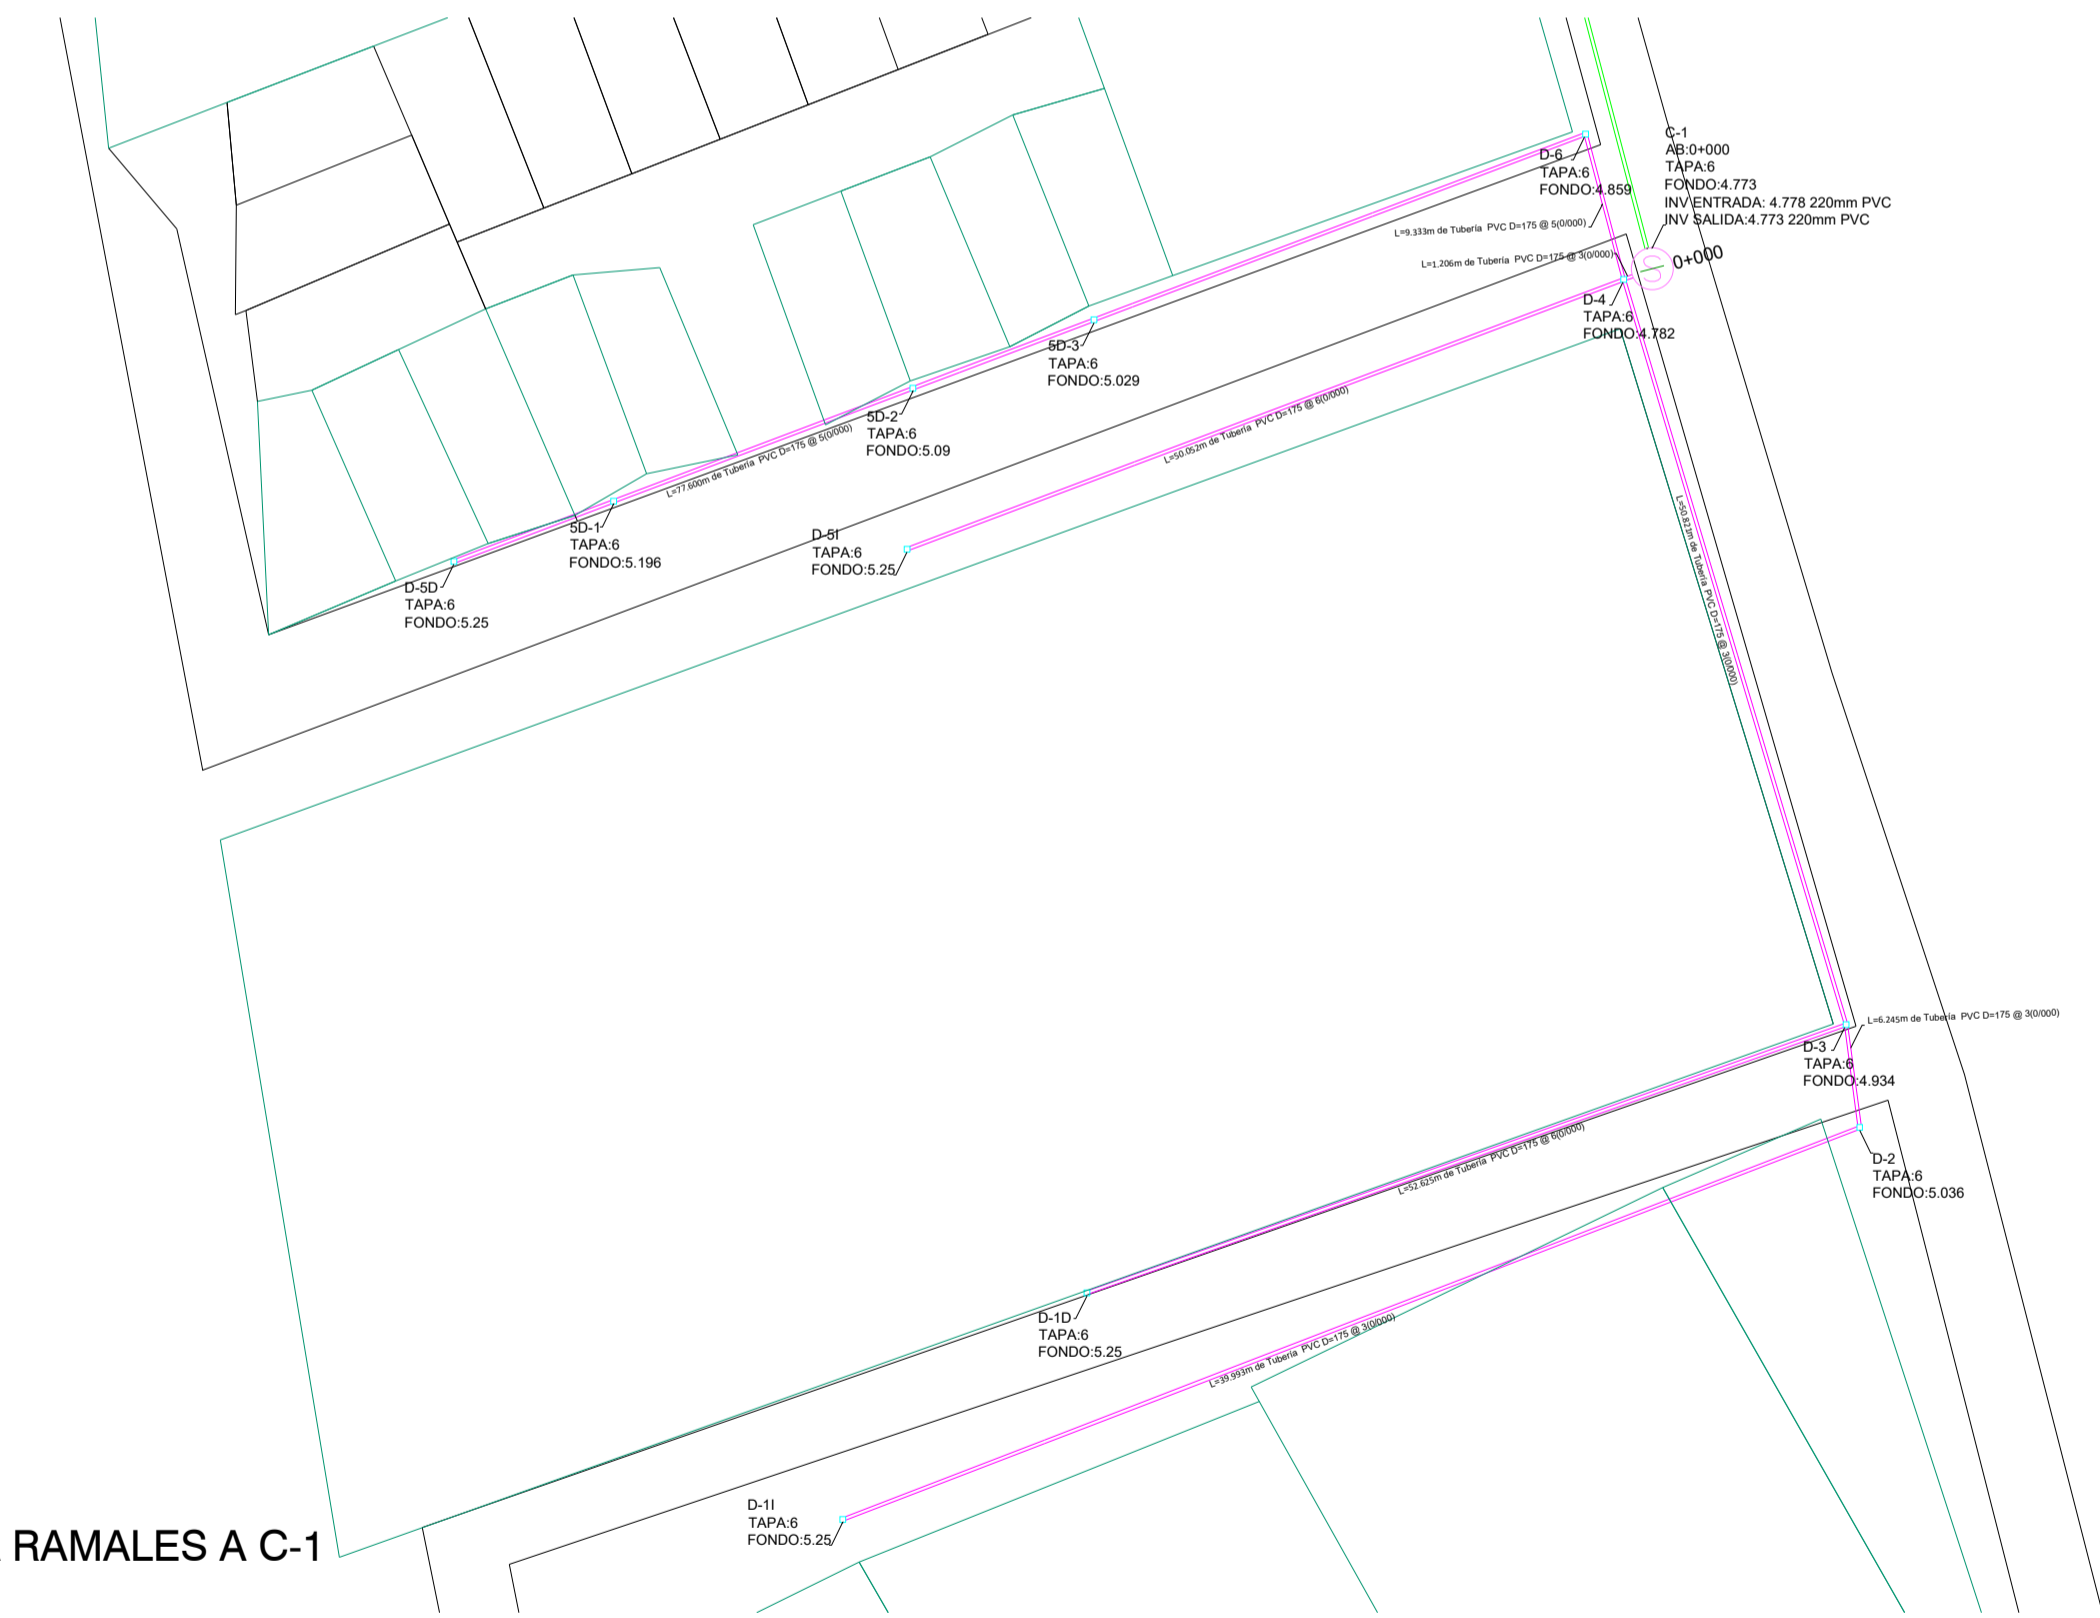 C-1
AB:0+000
TAPA:6
FONDO:4.773
INV ENTRADA: 4.778 220mm PVC
INV SALIDA:4.773 220mm PVC
D-6
TAPA:6
FONDO:4.859
L=9.333m de Tubería PVC D=175 @ 5(0/000)
L=1.206m de Tubería PVC D=175 @ 3(0/000)
S
0+000
D-4
TAPA:6
FONDO:4.782
5D-3
TAPA:6
FONDO:5.029
5D-2
TAPA:6
FONDO:5.09
L=50.052m de Tubería PVC D=175 @ 6(0/000)
L=77.600m de Tubería PVC D=175 @ 5(0/000)
5D-1
TAPA:6
FONDO:5.196
D-5I
TAPA:6
FONDO:5.25
D-5D
TAPA:6
FONDO:5.25
L=50.821m de Tubería PVC D=175 @ 3(0/000)
L=6.245m de Tubería PVC D=175 @ 3(0/000)
D-3
TAPA:6
FONDO:4.934
L=52.625m de Tubería PVC D=175 @ 6(0/000)
D-2
TAPA:6
FONDO:5.036
D-1D
TAPA:6
FONDO:5.25
L=39.993m de Tubería PVC D=175 @ 3(0/000)
D-1I
TAPA:6
FONDO:5.25
RAMALES A C-1